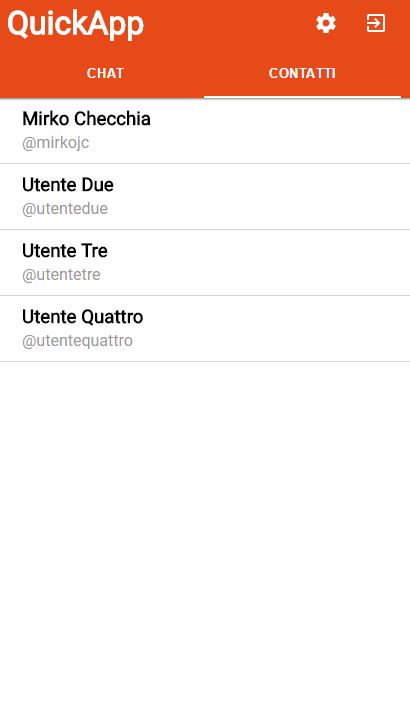 QuickApp
CHAT
CONTATTI
Mirko Checchia
@mirkojc
Utente Due
@utentedue
Utente Tre
@utentetre
Utente Quattro
@utentequattro